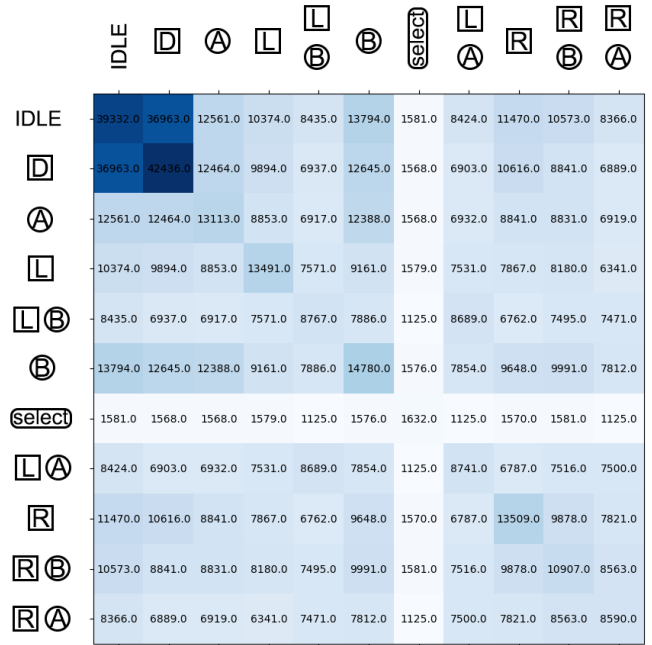 IDLE D A L L B B select L A R R B R A
IDLE 39332.0 36963.0 12561.0 10374.0 8435.0 13794.0 1581.0 8424.0 11470.0 10573.0 8366.0
D 36963.0 42436.0 12464.0 9894.0 6937.0 12645.0 1568.0 6903.0 10616.0 8841.0 6889.0
A 12561.0 12464.0 13113.0 8853.0 6917.0 12388.0 1568.0 6932.0 8841.0 8831.0 6919.0
L 10374.0 9894.0 8853.0 13491.0 7571.0 9161.0 1579.0 7531.0 7867.0 8180.0 6341.0
L B 8435.0 6937.0 6917.0 7571.0 8767.0 7886.0 1125.0 8689.0 6762.0 7495.0 7471.0
B 13794.0 12645.0 12388.0 9161.0 7886.0 14780.0 1576.0 7854.0 9648.0 9991.0 7812.0
select 1581.0 1568.0 1568.0 1579.0 1125.0 1576.0 1632.0 1125.0 1570.0 1581.0 1125.0
L A 8424.0 6903.0 6932.0 7531.0 8689.0 7854.0 1125.0 8741.0 6787.0 7516.0 7500.0
R 11470.0 10616.0 8841.0 7867.0 6762.0 9648.0 1570.0 6787.0 13509.0 9878.0 7821.0
R B 10573.0 8841.0 8831.0 8180.0 7495.0 9991.0 1581.0 7516.0 9878.0 10907.0 8563.0
R A 8366.0 6889.0 6919.0 6341.0 7471.0 7812.0 1125.0 7500.0 7821.0 8563.0 8590.0